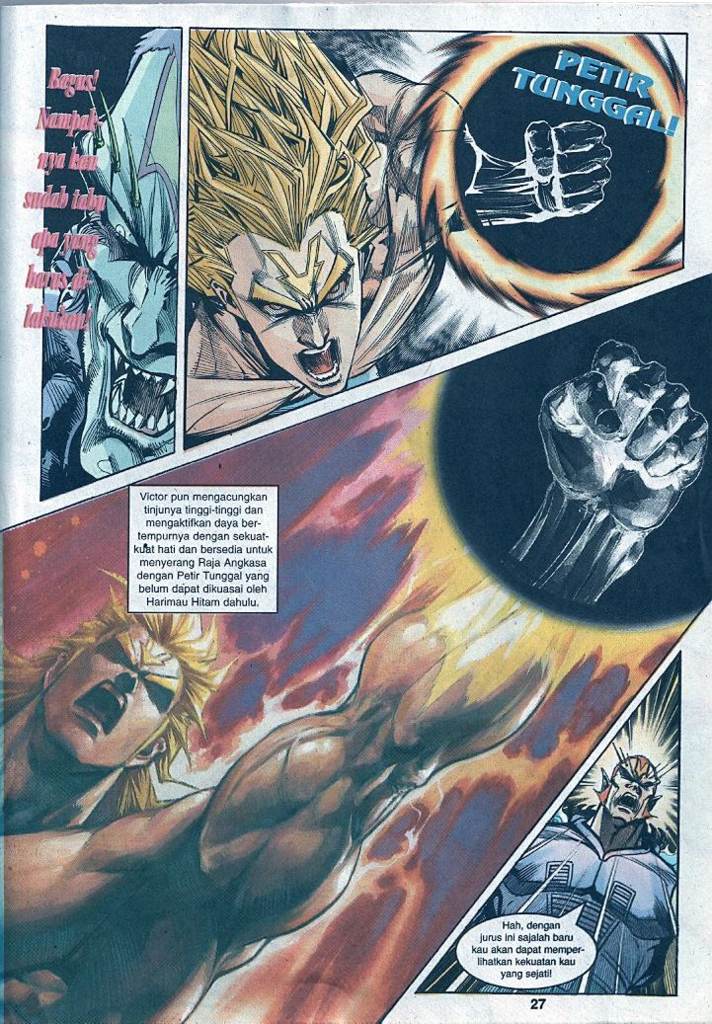 Bagus!
Nampak-
nya kau
sudah tahu
apa yang
harus di-
lakukan!
PETIR
TUNGGAL!
Victor pun mengacungkan
tinjunya tinggi-tinggi dan
mengaktifkan daya ber-
tempurnya dengan sekuat-
kuat hati dan bersedia untuk
menyerang Raja Angkasa
dengan Petir Tunggal yang
belum dapat dikuasai oleh
Harimau Hitam dahulu.
Hah, dengan
jurus ini sajalah baru
kau akan dapat memper-
lihatkan kekuatan kau
yang sejati!
27